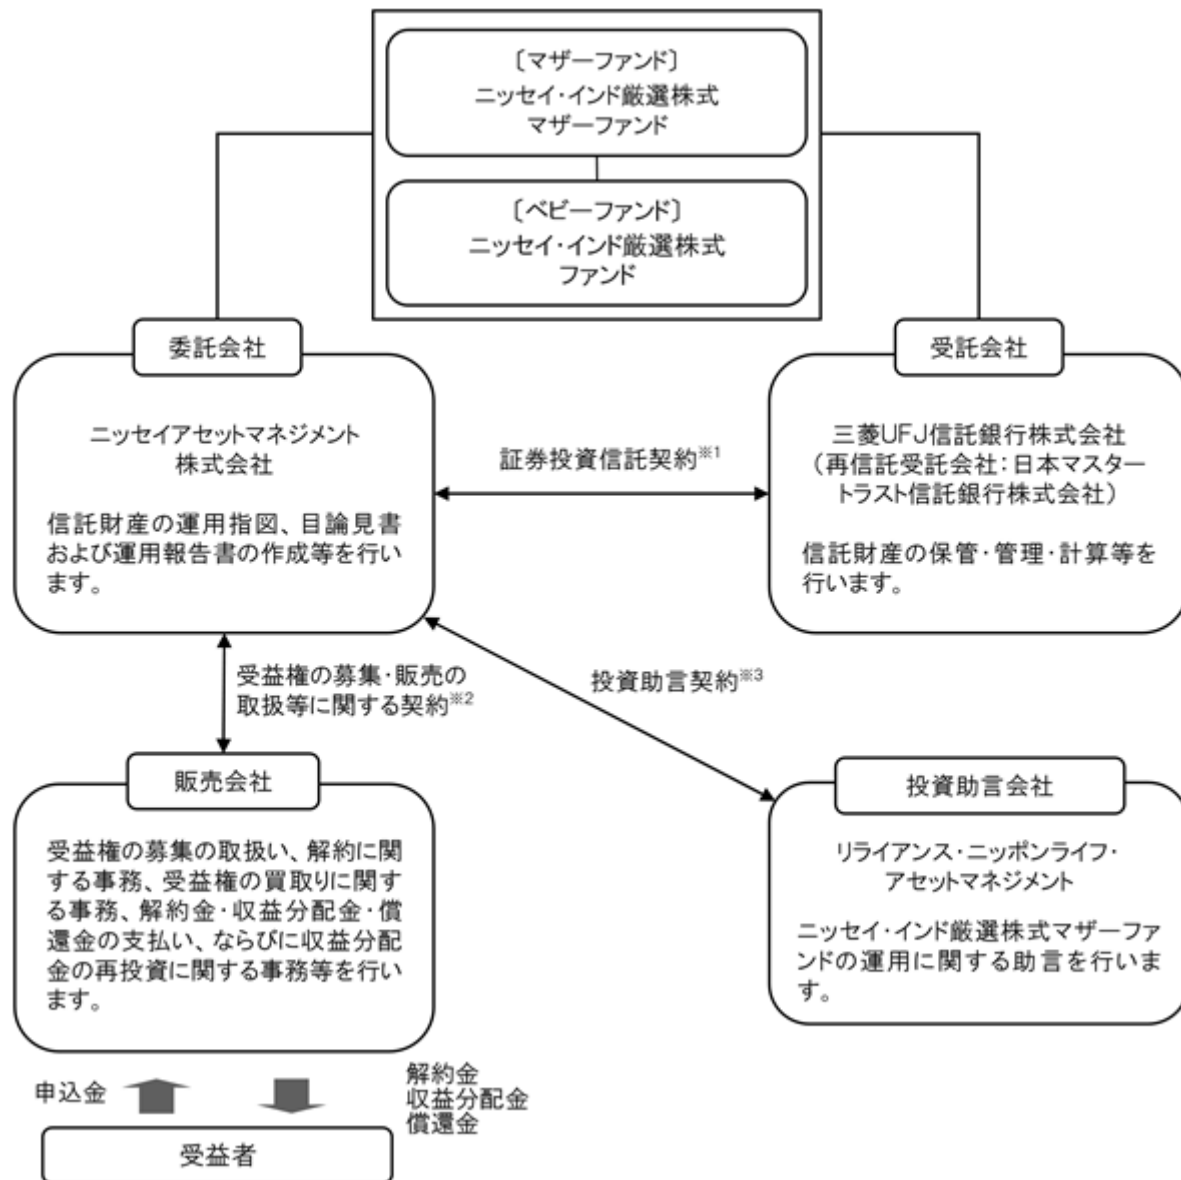 〔マザーファンド〕
ニッセイ・インド厳選株式
マザーファンド
〔ベビーファンド〕
ニッセイ・インド厳選株式
ファンド
委託会社
ニッセイアセットマネジメント
株式会社
信託財産の運用指図、目論見書
および運用報告書の作成等を行い
ます。
証券投資信託契約※1
受託会社
三菱UFJ信託銀行株式会社
（再信託受託会社：日本マスター
トラスト信託銀行株式会社）
信託財産の保管・管理・計算等を
行います。
受益権の募集・販売の
取扱等に関する契約※2
投資助言契約※3
販売会社
受益権の募集の取扱い、解約に関
する事務、受益権の買取りに関す
る事務、解約金・収益分配金・償
還金の支払い、ならびに収益分配
金の再投資に関する事務等を行い
ます。
投資助言会社
リライアンス・ニッポンライフ・
アセットマネジメント
ニッセイ・インド厳選株式マザーファ
ンドの運用に関する助言を行いま
す。
申込金
解約金
収益分配金
償還金
受益者